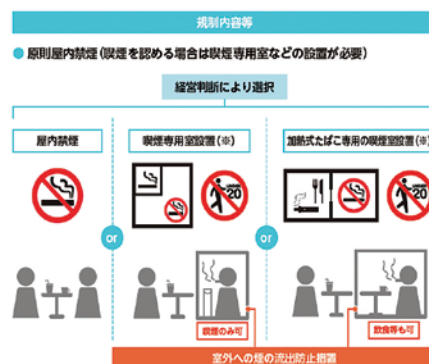 規制内容等
● 原則屋内禁煙(喫煙を認める場合は喫煙専用室などの設置が必要)
経営判断により選択
屋内禁煙
喫煙専用室設置(※)
加熱式たばこ専用の喫煙室設置(※)
UNDER 20
UNDER 20
or
or
喫煙のみ可
飲食等も可
室外への煙の流出防止措置